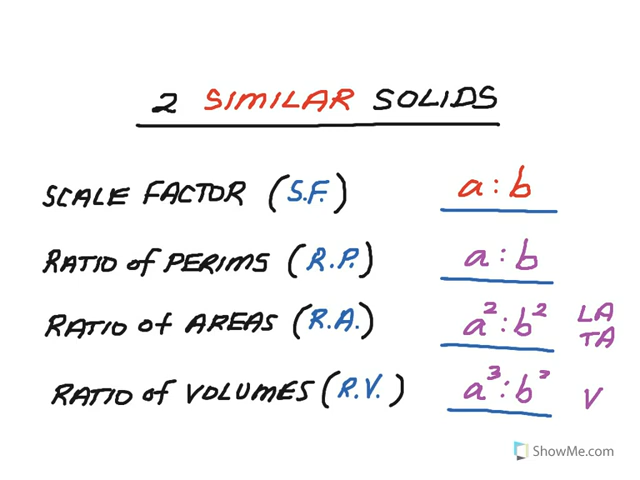 2 SIMILAR SOLIDS
SCALE FACTOR (S.F.) a : b
RATIO of PERIMS (R.P.) a : b
RATIO of AREAS (R.A.) a² : b² LA
TA
RATIO of VOLUMES (R.V.) a³ : b³ V
ShowMe.com